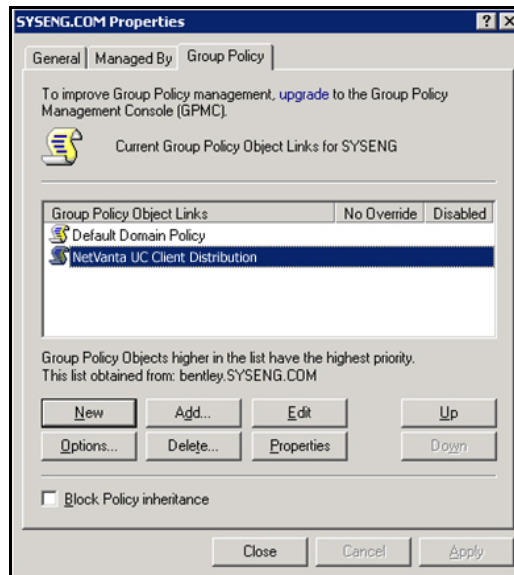 SYSENG.COM Properties
General
Managed By
Group Policy
To improve Group Policy management, upgrade to the Group Policy
Management Console (GPMC).
Current Group Policy Object Links for SYSENG
Group Policy Object Links No Override Disabled
Default Domain Policy
NetVanta UC Client Distribution
Group Policy Objects higher in the list have the highest priority.
This list obtained from: bentley.SYSENG.COM
New Add... Edit Up
Options... Delete... Properties Down
Block Policy inheritance
Close Cancel Apply